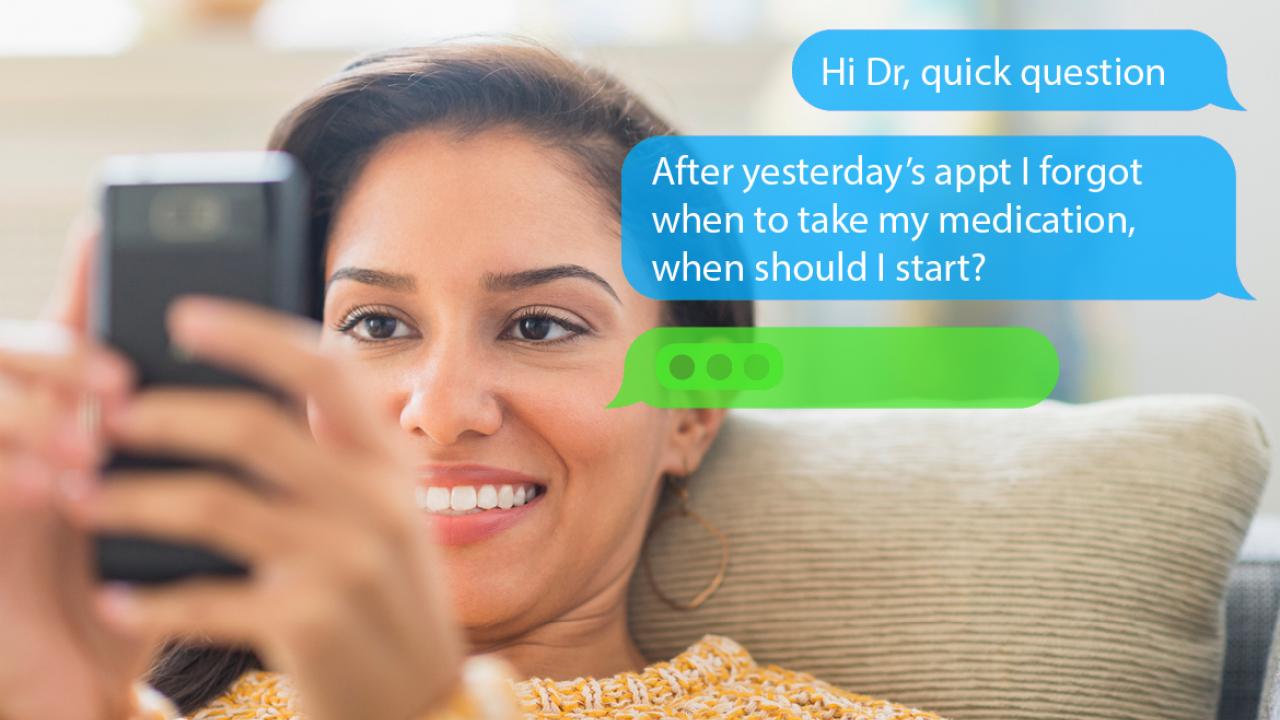 Hi Dr, quick question
After yesterday’s appt I forgot
when to take my medication,
when should I start?